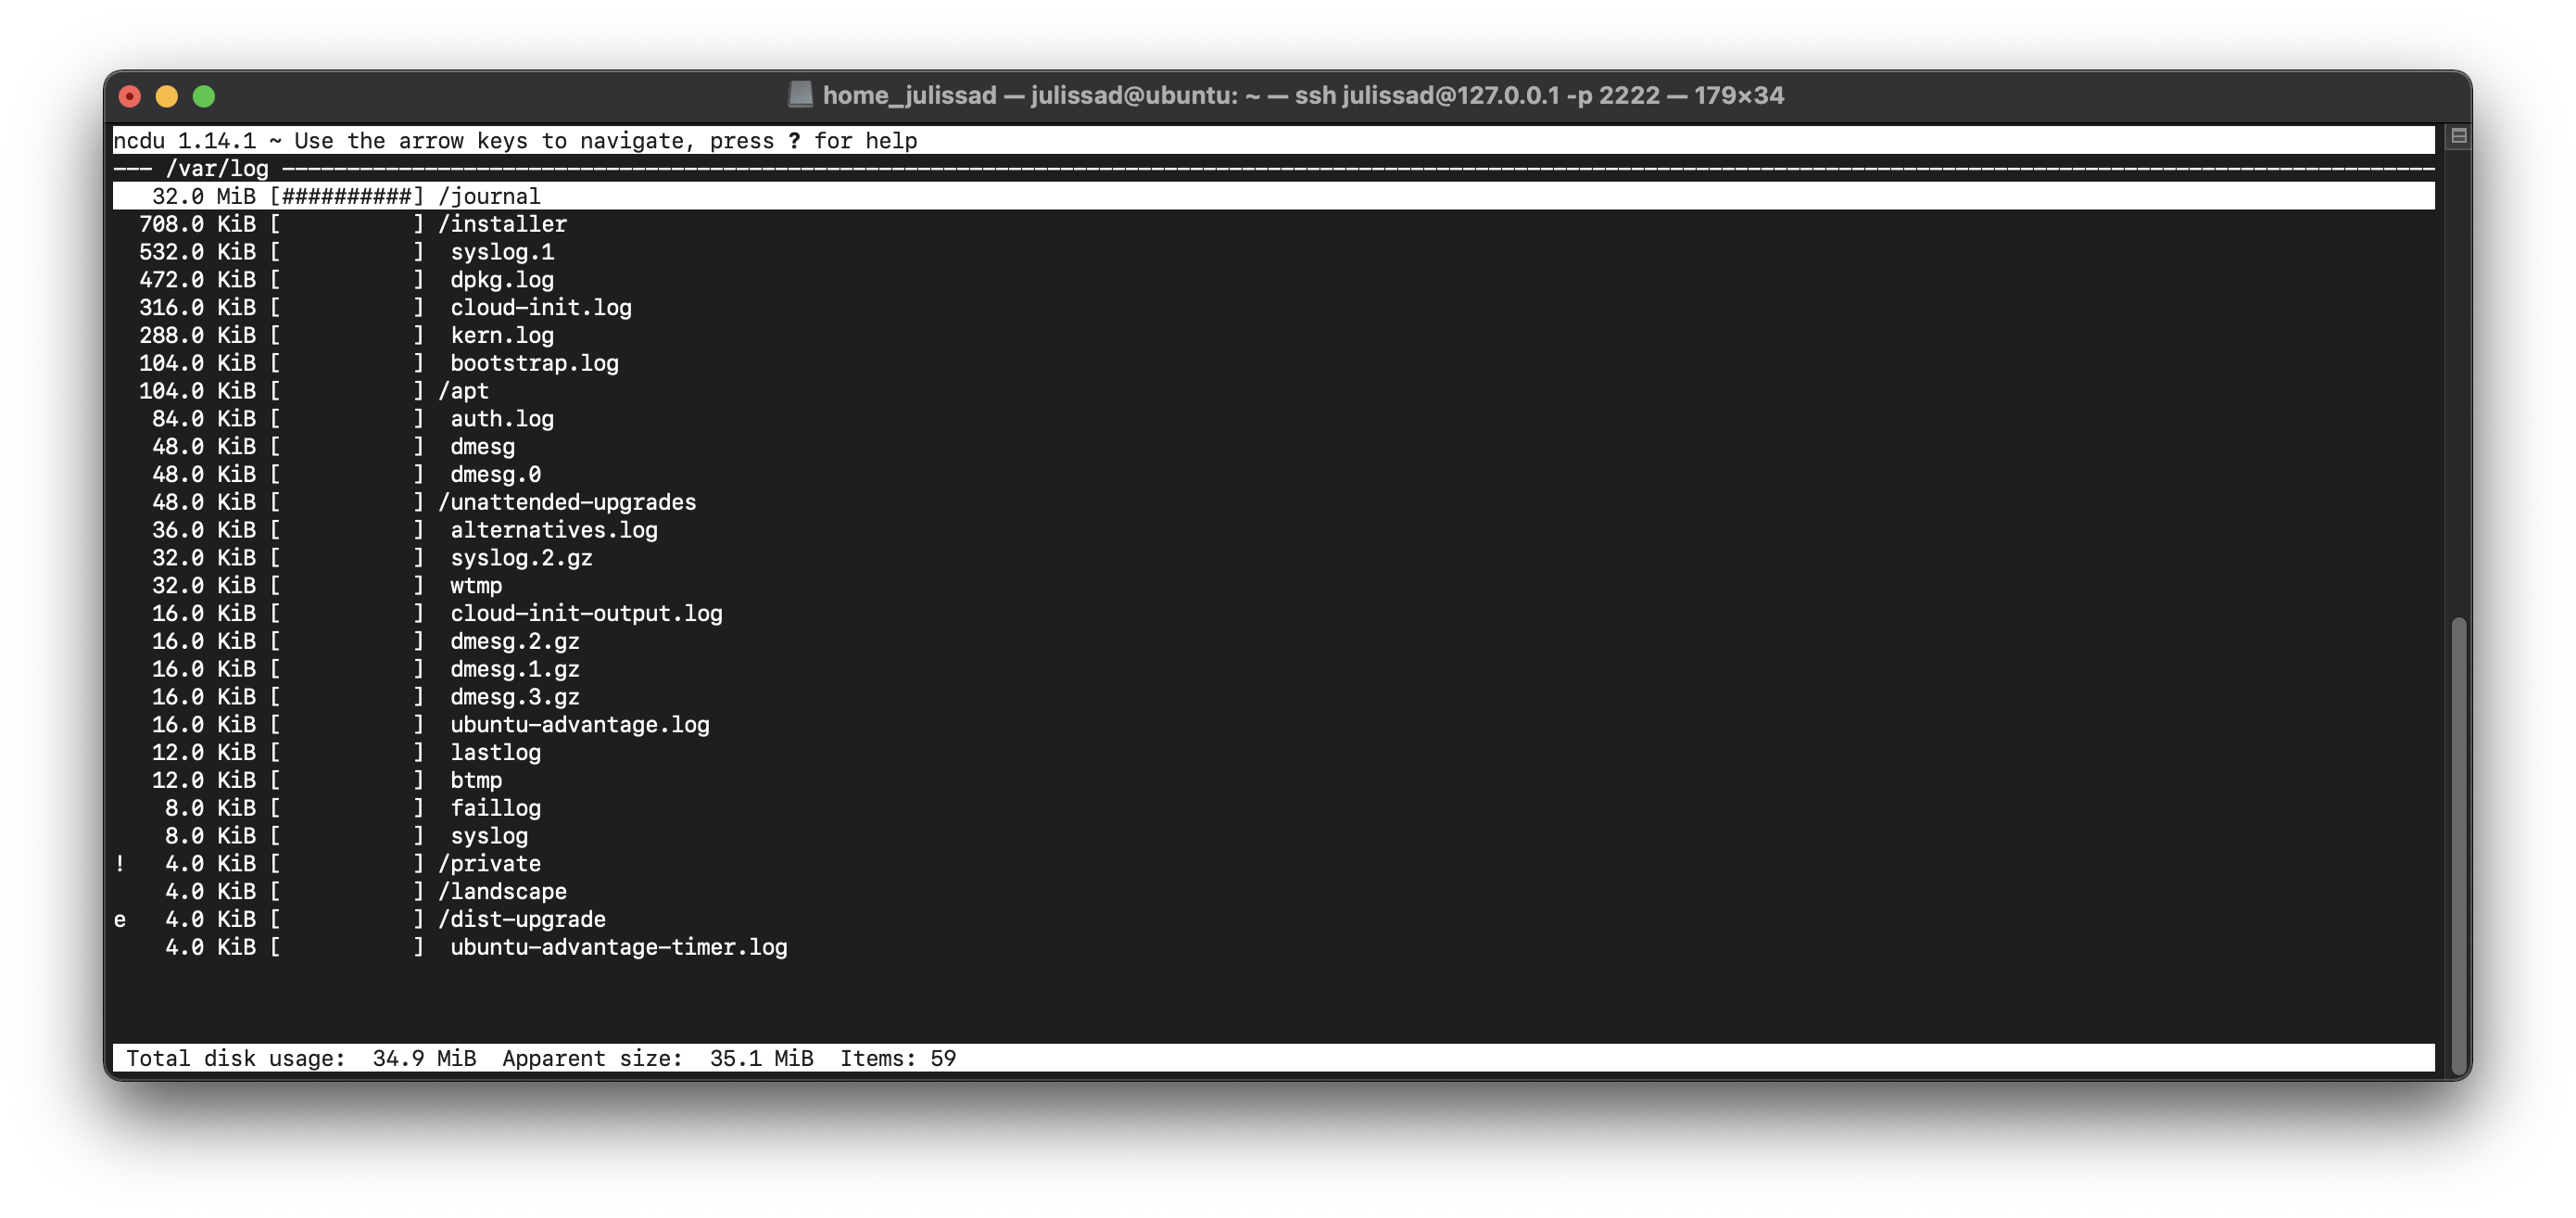 home_julissad — julissad@ubuntu: ~ — ssh julissad@127.0.0.1 -p 2222 — 179×34
ncdu 1.14.1 ~ Use the arrow keys to navigate, press ? for help
--- /var/log ---
32.0 MiB [##########] /journal
708.0 KiB [          ] /installer
532.0 KiB [          ]  syslog.1
472.0 KiB [          ]  dpkg.log
316.0 KiB [          ]  cloud-init.log
288.0 KiB [          ]  kern.log
104.0 KiB [          ]  bootstrap.log
104.0 KiB [          ] /apt
84.0 KiB [          ]  auth.log
48.0 KiB [          ]  dmesg
48.0 KiB [          ]  dmesg.0
48.0 KiB [          ] /unattended-upgrades
36.0 KiB [          ]  alternatives.log
32.0 KiB [          ]  syslog.2.gz
32.0 KiB [          ]  wtmp
16.0 KiB [          ]  cloud-init-output.log
16.0 KiB [          ]  dmesg.2.gz
16.0 KiB [          ]  dmesg.1.gz
16.0 KiB [          ]  dmesg.3.gz
16.0 KiB [          ]  ubuntu-advantage.log
12.0 KiB [          ]  lastlog
12.0 KiB [          ]  btmp
8.0 KiB [          ]  faillog
8.0 KiB [          ]  syslog
!   4.0 KiB [          ] /private
4.0 KiB [          ] /landscape
e   4.0 KiB [          ] /dist-upgrade
4.0 KiB [          ]  ubuntu-advantage-timer.log
Total disk usage:  34.9 MiB  Apparent size:  35.1 MiB  Items: 59